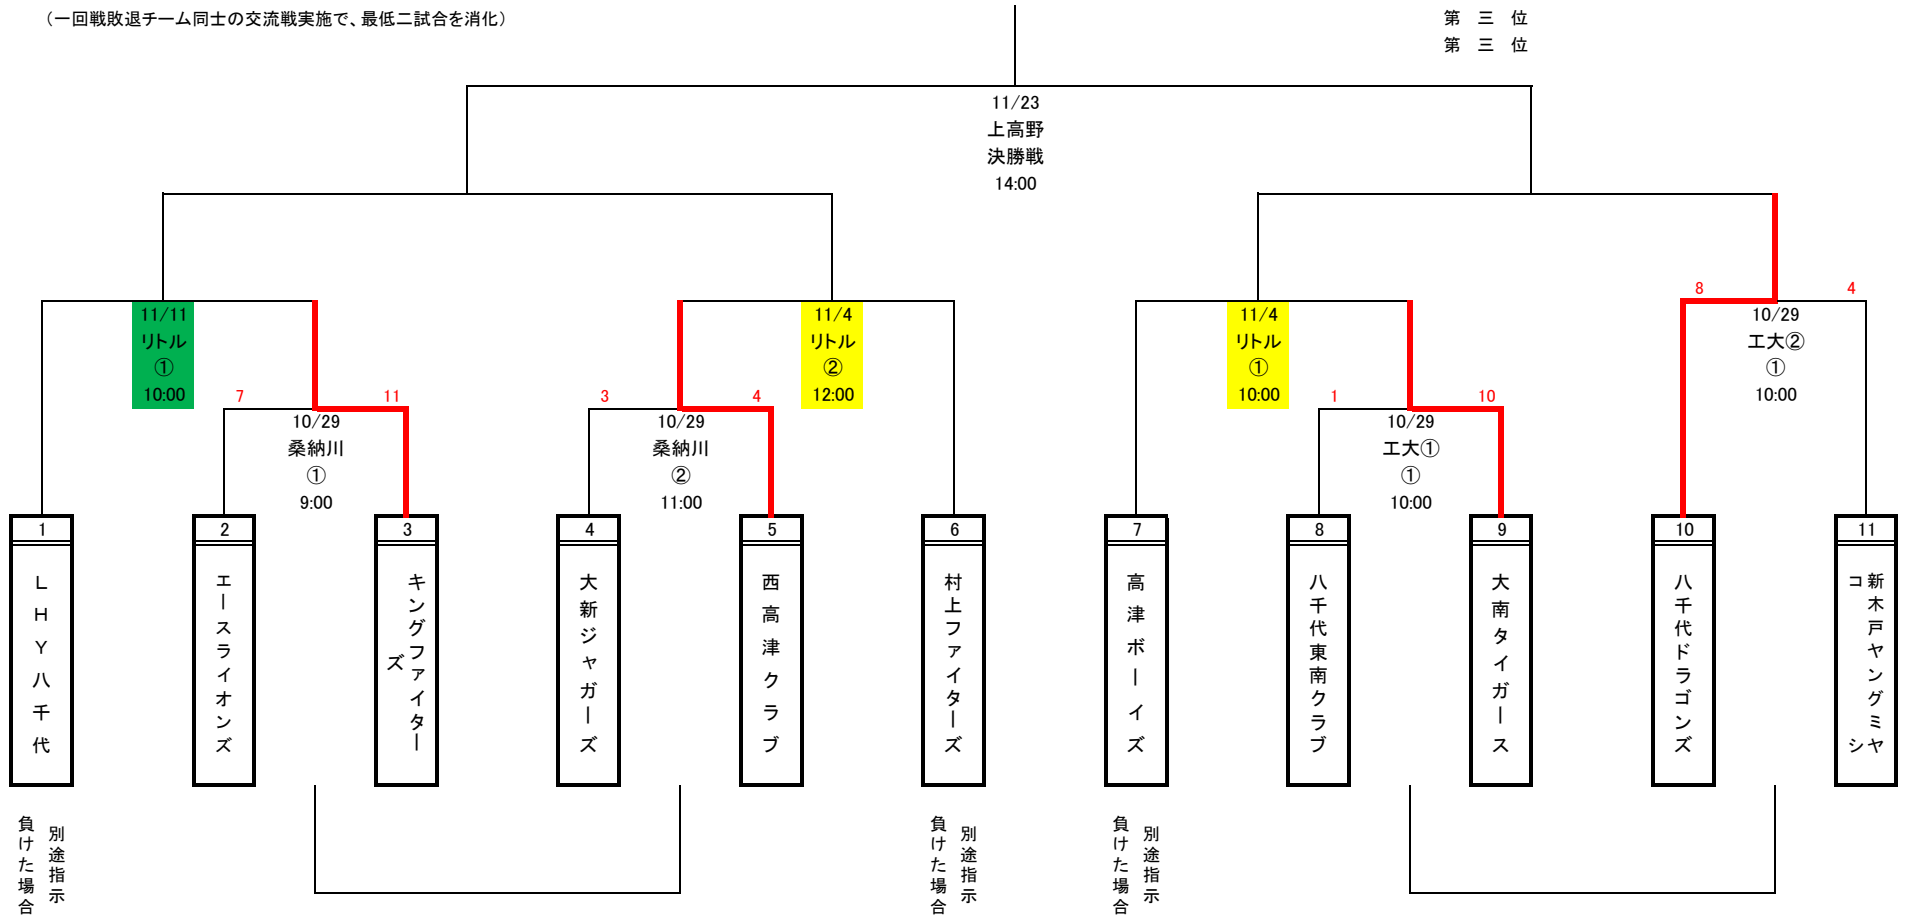 （一回戦敗退チーム同士の交流戦実施で、最低二試合を消化）
第　三　位
第　三　位
11/23
上高野
決勝戦
14:00
11/11
リトル
①
10:00
11/4
リトル
②
12:00
11/4
リトル
①
10:00
8
4
10/29
工大②
①
10:00
7
11
10/29
桑納川
①
9:00
3
4
10/29
桑納川
②
11:00
1
10
10/29
工大①
①
10:00
1
2
3
4
5
6
7
8
9
10
11
ＬＨＹ八千代
エースライオンズ
キングファイターズ
大新ジャガーズ
西高津クラブ
村上ファイターズ
高津ボーイズ
八千代東南クラブ
大南タイガース
八千代ドラゴンズ
新木戸ヤングミヤコシ
別途指示
負けた場合
別途指示
負けた場合
別途指示
負けた場合